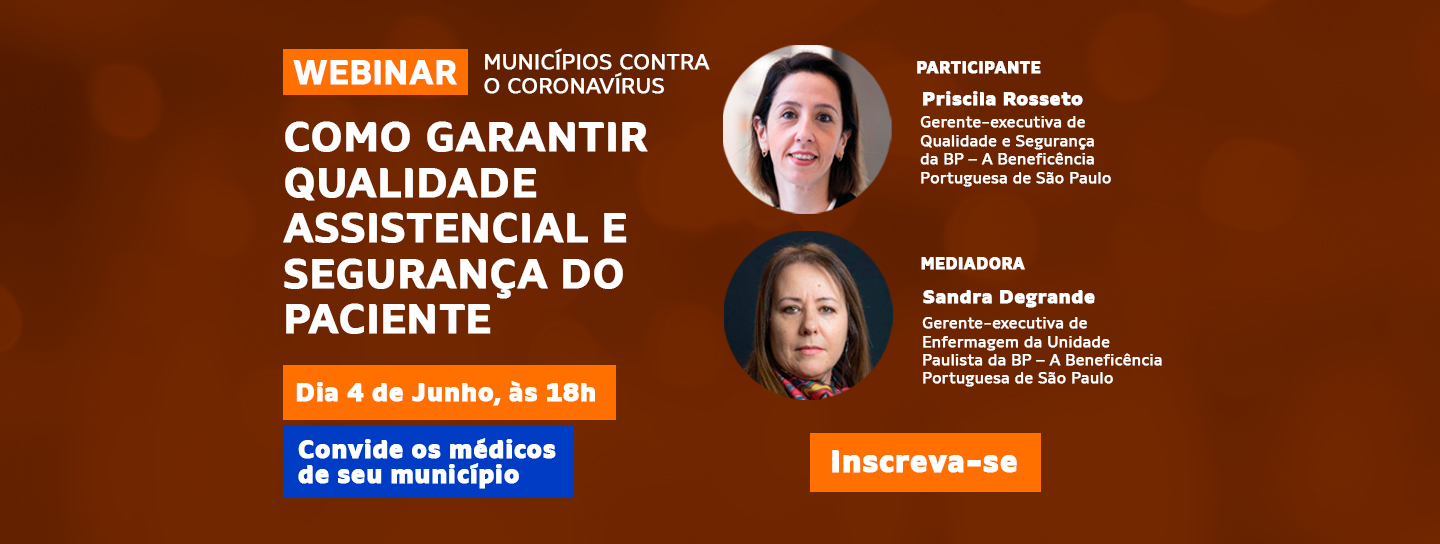 WEBINAR
MUNICÍPIOS CONTRA
O CORONAVÍRUS
COMO GARANTIR
QUALIDADE
ASSISTENCIAL E
SEGURANÇA DO
PACIENTE
Dia 4 de Junho, às 18h
Convide os médicos
de seu município
PARTICIPANTE
Priscila Rosseto
Gerente-executiva de
Qualidade e Segurança
da BP – A Beneficência
Portuguesa de São Paulo
MEDIADORA
Sandra Degrande
Gerente-executiva de
Enfermagem da Unidade
Paulista da BP – A Beneficência
Portuguesa de São Paulo
Inscreva-se